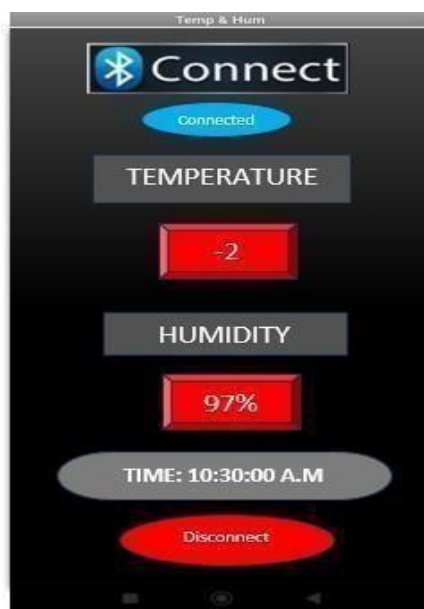 Temp & Hum
Connect
Connected
TEMPERATURE
-2
HUMIDITY
97%
TIME: 10:30:00 A.M
Disconnect